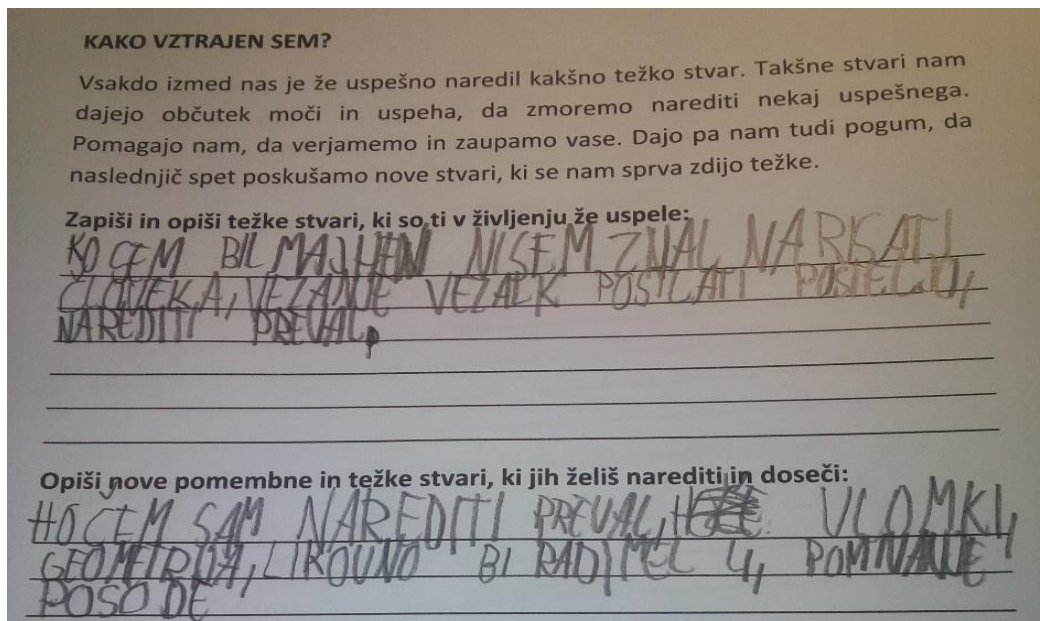 KAKO VZTRAJEN SEM?
Vsakdo izmed nas je že uspešno naredil kakšno težko stvar. Takšne stvari nam
dajejo občutek moči in uspeha, da zmoremo narediti nekaj uspešnega.
Pomagajo nam, da verjamemo in zaupamo vase. Dajo pa nam tudi pogum, da
naslednjič spet poskušamo nove stvari, ki se nam sprva zdijo težke.
Zapiši in opiši težke stvari, ki so ti v življenju že uspele:
KO CEM BIL MAJHEN NISEM ZNAL NARISATI
ČLOVEKA, VEZANJE VEZALK POSTLATI POSTELJO,
NAREDITI PREVAL,
Opiši nove pomembne in težke stvari, ki jih želiš narediti in doseči:
HOČEM SAM NAREDITI PREVAL, ULOMKI,
GEOMETRIJA, LIKOVNO BI RAD IMEL 4, POMIVANJE
POSODE